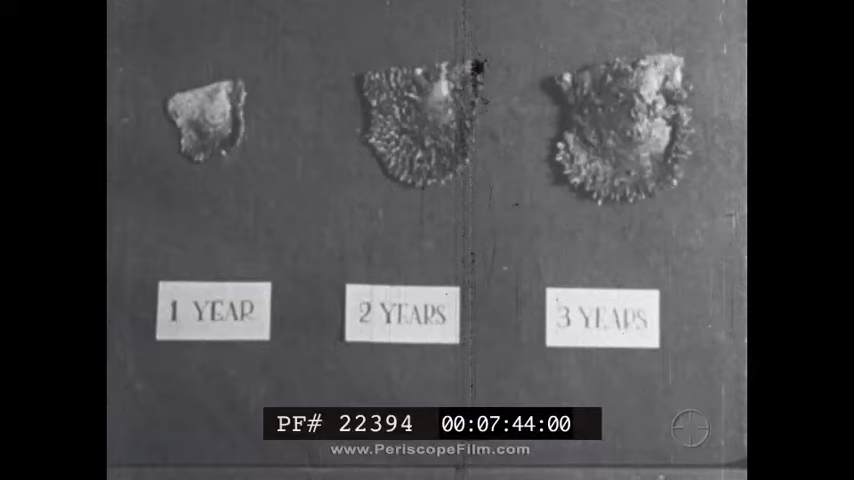 1 YEAR
2 YEARS
3 YEARS
PF# 22394 00:07:44:00
www.PeriscopeFilm.com